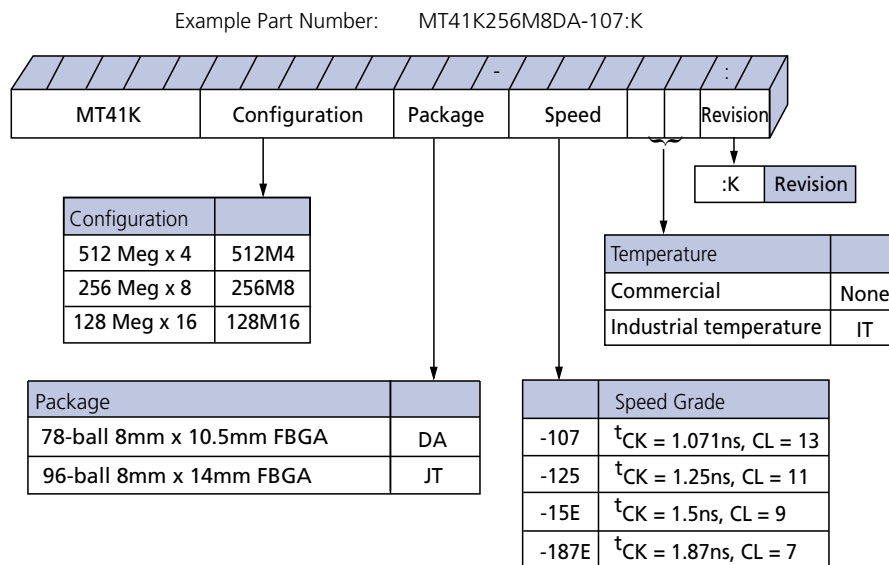 Example Part Number: MT41K256M8DA-107:K
- :
MT41K Configuration Package Speed Revision
:K Revision
Configuration
512 Meg x 4 512M4
256 Meg x 8 256M8
128 Meg x 16 128M16
Temperature
Commercial None
Industrial temperature IT
Package
78-ball 8mm x 10.5mm FBGA DA
96-ball 8mm x 14mm FBGA JT
Speed Grade
-107 tCK = 1.071ns, CL = 13
-125 tCK = 1.25ns, CL = 11
-15E tCK = 1.5ns, CL = 9
-187E tCK = 1.87ns, CL = 7